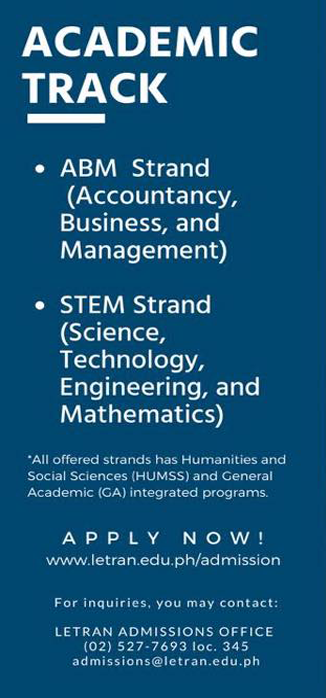 ACADEMIC
TRACK
• ABM Strand
(Accountancy,
Business, and
Management)
• STEM Strand
(Science,
Technology,
Engineering, and
Mathematics)
*All offered strands has Humanities and
Social Sciences (HUMSS) and General
Academic (GA) integrated programs.
APPLY NOW!
www.letran.edu.ph/admission
For inquiries, you may contact:
LETRAN ADMISSIONS OFFICE
(02) 527-7693 loc. 345
admissions@letran.edu.ph